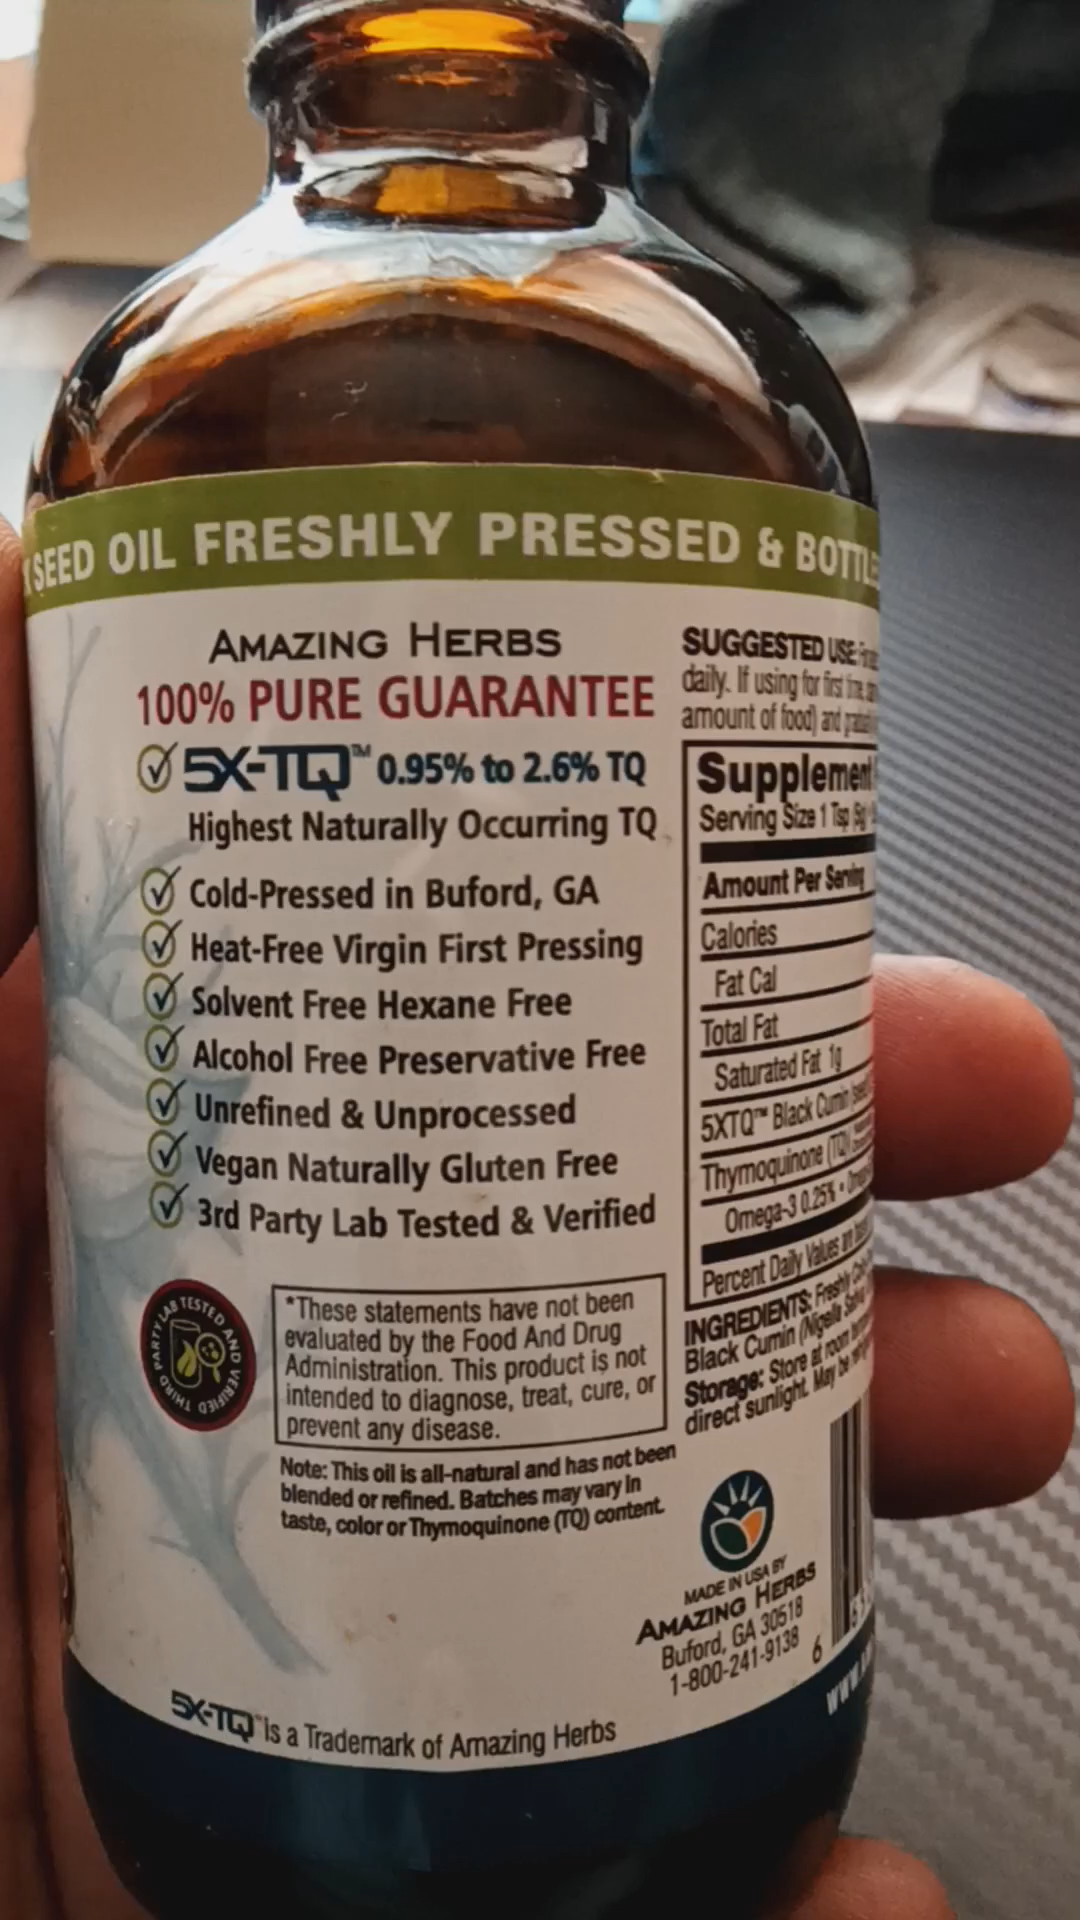 SEED OIL FRESHLY PRESSED & BOTTLE
AMAZING HERBS
100% PURE GUARANTEE
5X-TQ™ 0.95% to 2.6% TQ
Highest Naturally Occurring TQ
Cold-Pressed in Buford, GA
Heat-Free Virgin First Pressing
Solvent Free Hexane Free
Alcohol Free Preservative Free
Unrefined & Unprocessed
Vegan Naturally Gluten Free
3rd Party Lab Tested & Verified
THIRD PARTY LAB TESTED AND VERIFIED
*These statements have not been
evaluated by the Food And Drug
Administration. This product is not
intended to diagnose, treat, cure, or
prevent any disease.
Note: This oil is all-natural and has not been
blended or refined. Batches may vary in
taste, color or Thymoquinone (TQ) content.
5X-TQ™ is a Trademark of Amazing Herbs
SUGGESTED USE:
daily. If using for first time,
amount of food) and
Supplement
Serving Size 1 Tsp
Amount Per Serving
Calories
Fat Cal
Total Fat
Saturated Fat 1g
5XTQ™ Black Cumin
Thymoquinone (TQ)
Omega-3 0.25% •
Percent Daily Values are
INGREDIENTS: Freshly
Black Cumin (Nigella
Storage: Store at room
direct sunlight. May be
MADE IN USA BY
AMAZING HERBS
Buford, GA 30518
1-800-241-9138
6
www.